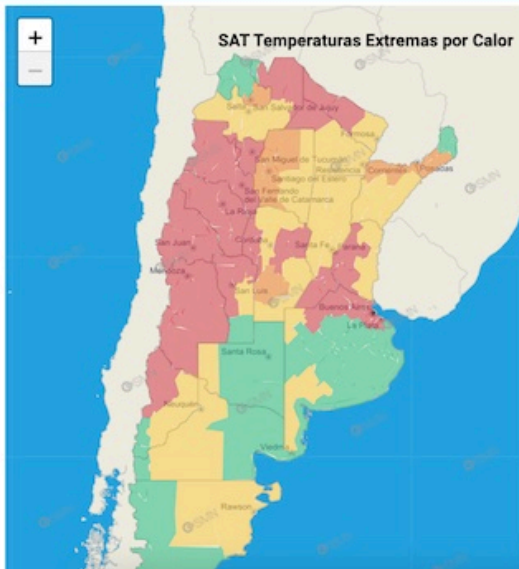 +
SAT Temperaturas Extremas por Calor
−
Salta
San Salvador de Jujuy
Formosa
San Miguel de Tucumán
Resistencia
Corrientes
Posadas
Santiago del Estero
San Fernando
del Valle de Catamarca
La Rioja
San Juan
Córdoba
Santa Fe
Paraná
Mendoza
San Luis
Buenos Aires
La Plata
Santa Rosa
Neuquén
Viedma
Rawson
SMN